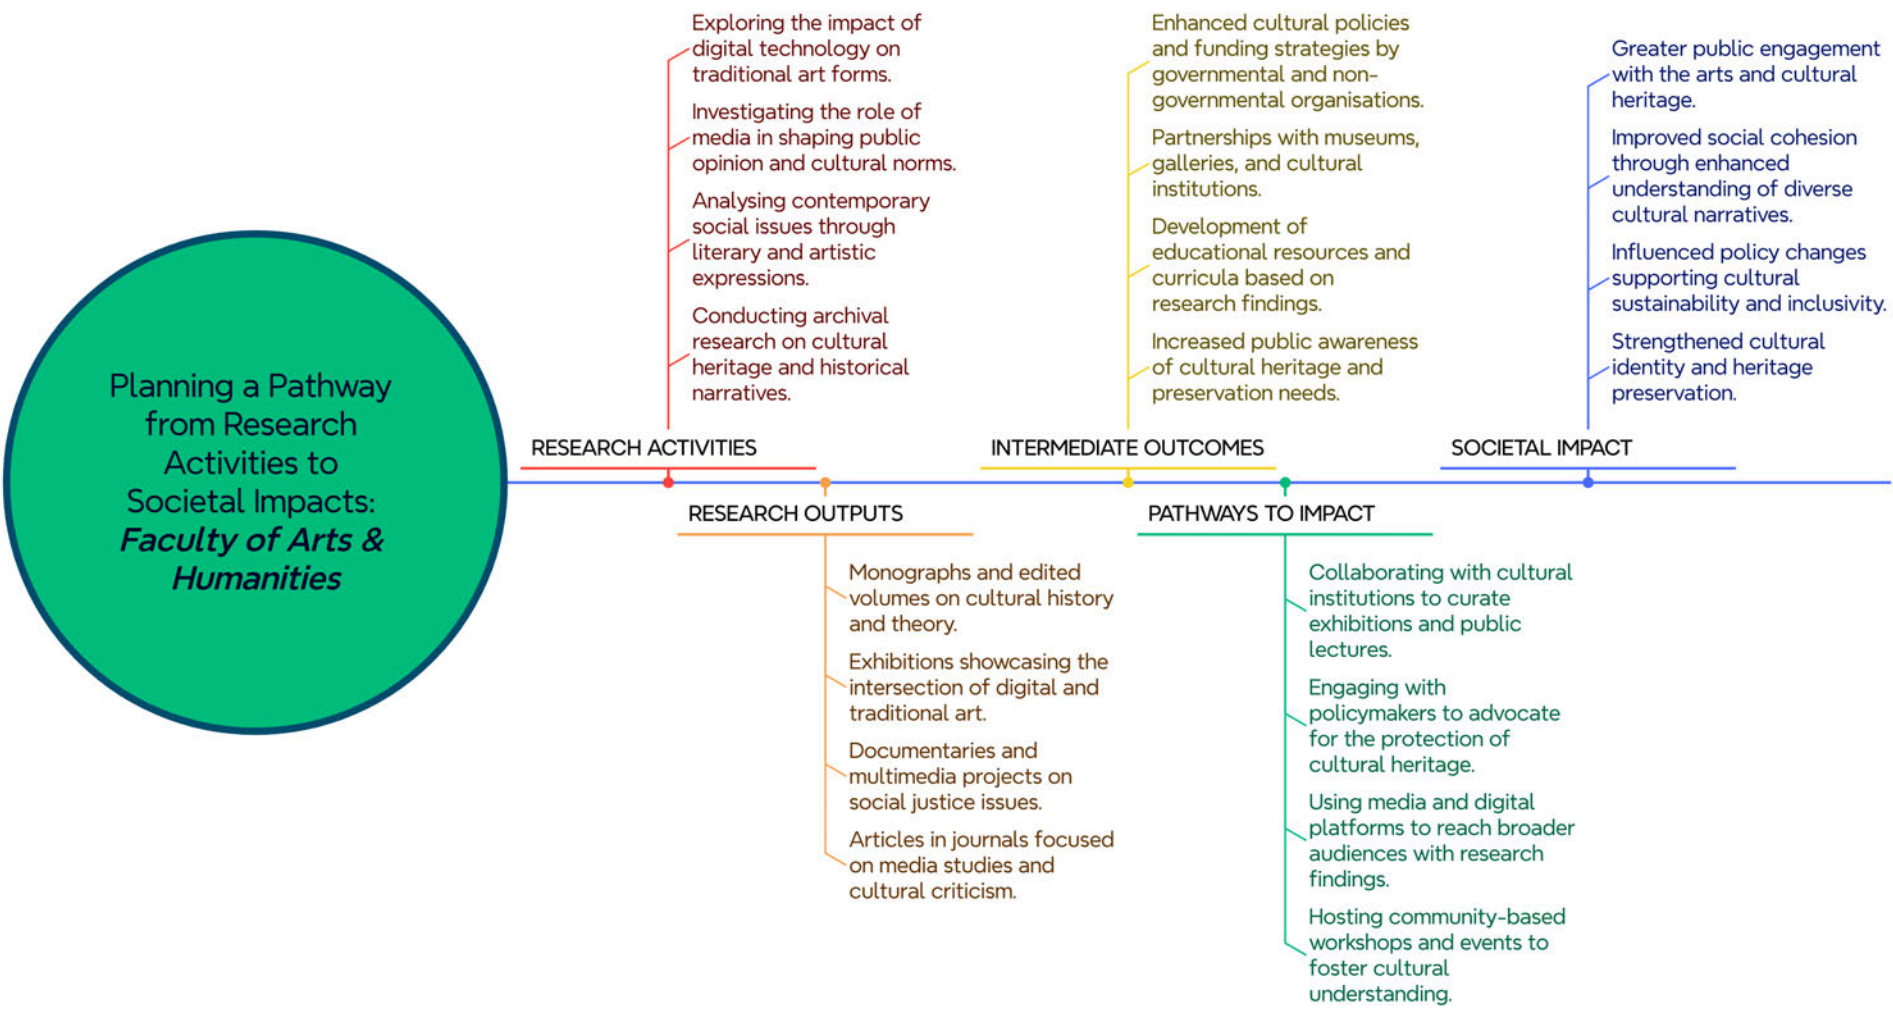 Planning a Pathway
from Research
Activities to
Societal Impacts:
Faculty of Arts &
Humanities
RESEARCH ACTIVITIES
Exploring the impact of
digital technology on
traditional art forms.
Investigating the role of
media in shaping public
opinion and cultural norms.
Analysing contemporary
social issues through
literary and artistic
expressions.
Conducting archival
research on cultural
heritage and historical
narratives.
RESEARCH OUTPUTS
Monographs and edited
volumes on cultural history
and theory.
Exhibitions showcasing the
intersection of digital and
traditional art.
Documentaries and
multimedia projects on
social justice issues.
Articles in journals focused
on media studies and
cultural criticism.
INTERMEDIATE OUTCOMES
Enhanced cultural policies
and funding strategies by
governmental and non-
governmental organisations.
Partnerships with museums,
galleries, and cultural
institutions.
Development of
educational resources and
curricula based on
research findings.
Increased public awareness
of cultural heritage and
preservation needs.
PATHWAYS TO IMPACT
Collaborating with cultural
institutions to curate
exhibitions and public
lectures.
Engaging with
policymakers to advocate
for the protection of
cultural heritage.
Using media and digital
platforms to reach broader
audiences with research
findings.
Hosting community-based
workshops and events to
foster cultural
understanding.
SOCIETAL IMPACT
Greater public engagement
with the arts and cultural
heritage.
Improved social cohesion
through enhanced
understanding of diverse
cultural narratives.
Influenced policy changes
supporting cultural
sustainability and inclusivity.
Strengthened cultural
identity and heritage
preservation.